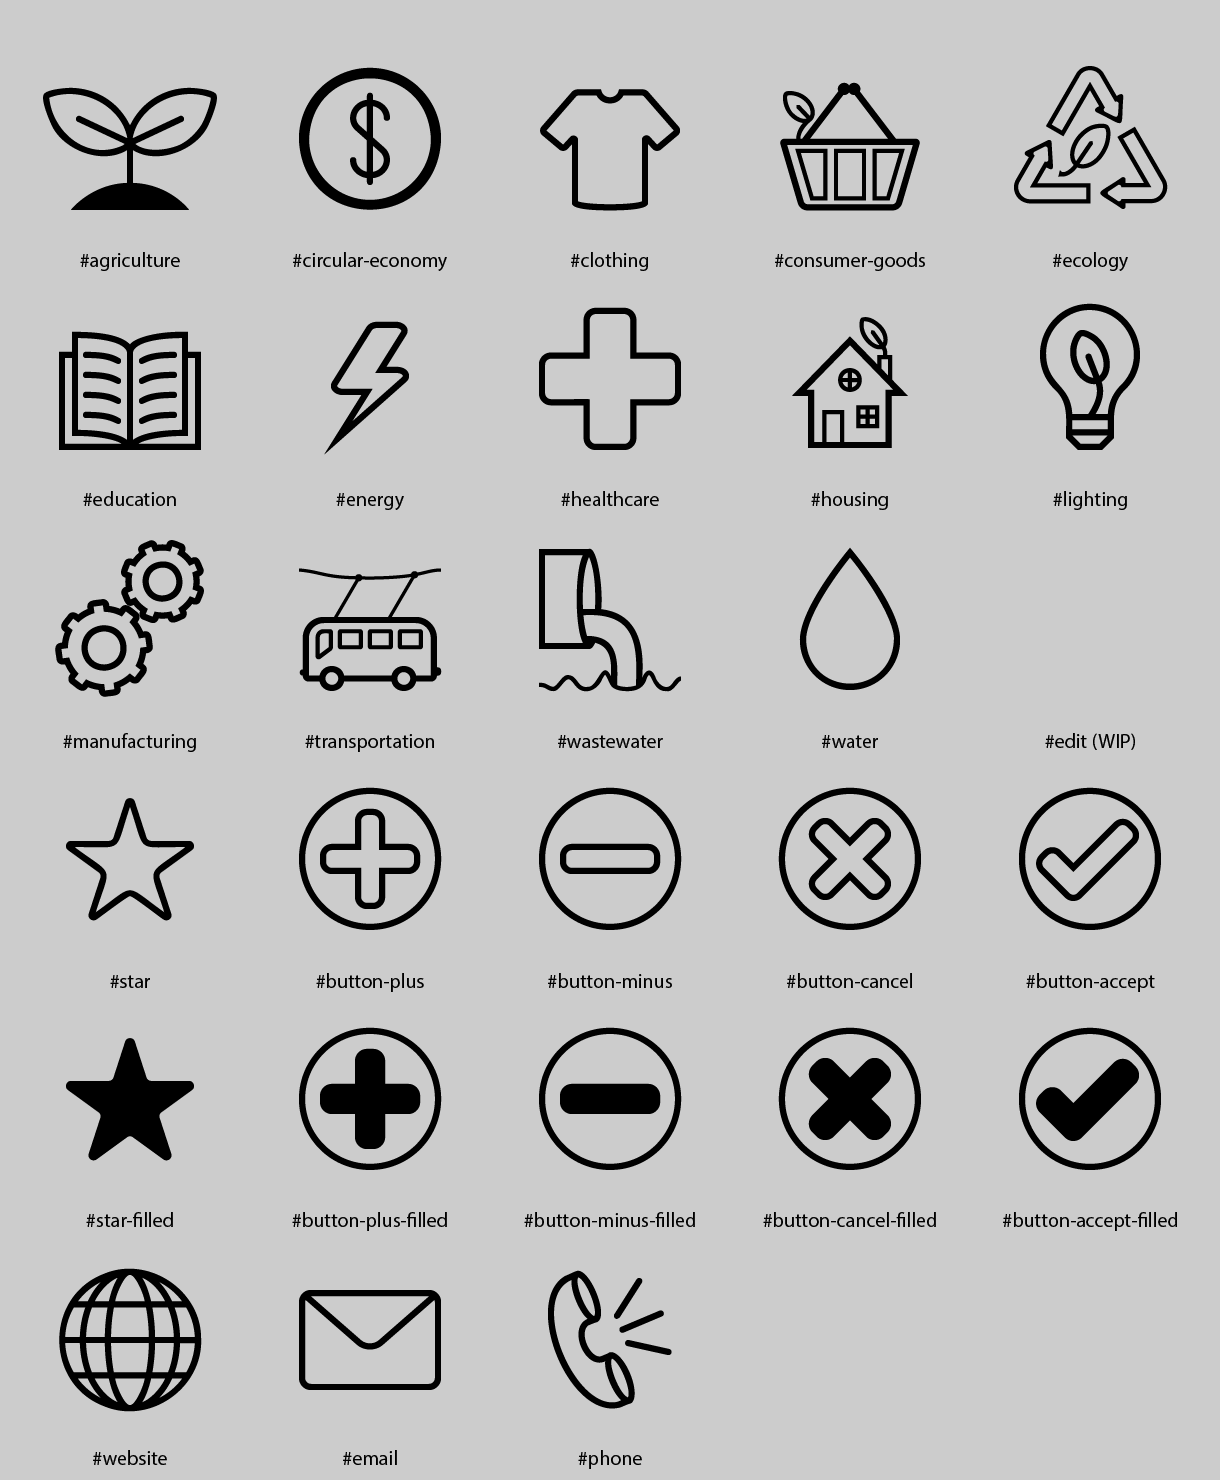 #agriculture
#circular-economy
#clothing
#consumer-goods
#ecology
#education
#energy
#healthcare
#housing
#lighting
#manufacturing
#transportation
#wastewater
#water
#edit (WIP)
#star
#button-plus
#button-minus
#button-cancel
#button-accept
#star-filled
#button-plus-filled
#button-minus-filled
#button-cancel-filled
#button-accept-filled
#website
#email
#phone